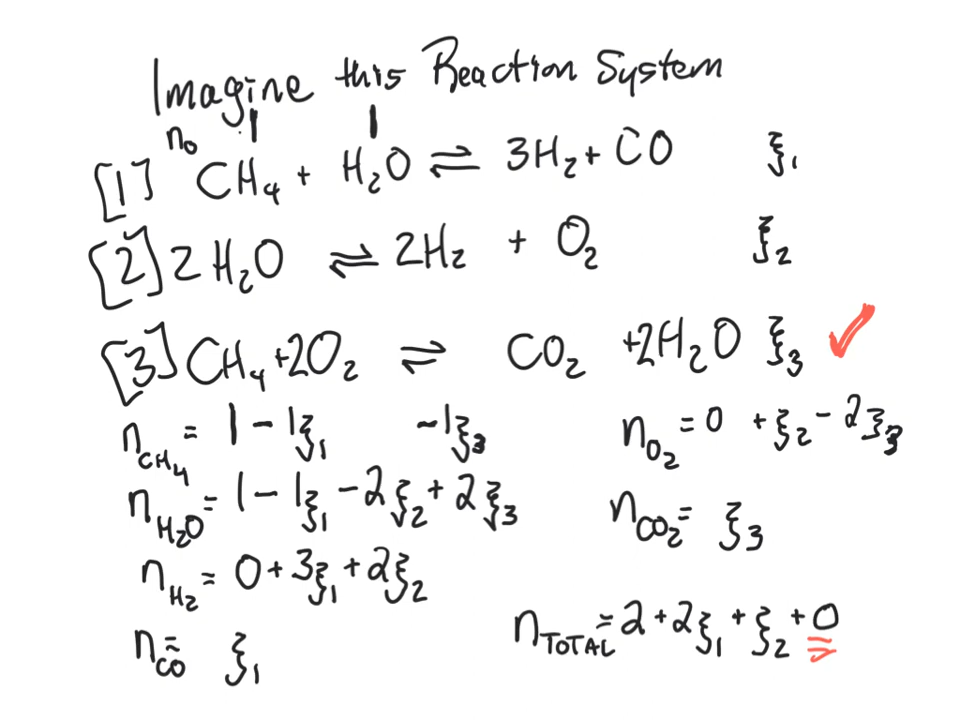 Imagine this Reaction System
n₀ 1 1
[1] CH₄ + H₂O ⇌ 3H₂ + CO ξ₁
[2] 2H₂O ⇌ 2H₂ + O₂ ξ₂
[3] CH₄ +2O₂ ⇌ CO₂ +2H₂O ξ₃ ✓
n_CH₄ = 1 - 1ξ₁ -1ξ₃
n_H₂O = 1 - 1ξ₁ - 2ξ₂ + 2ξ₃
n_H₂ = 0 + 3ξ₁ + 2ξ₂
n_CO = ξ₁
n_O₂ = 0 + ξ₂ - 2ξ₃
n_CO₂ = ξ₃
n_TOTAL = 2 + 2ξ₁ + ξ₂ + 0